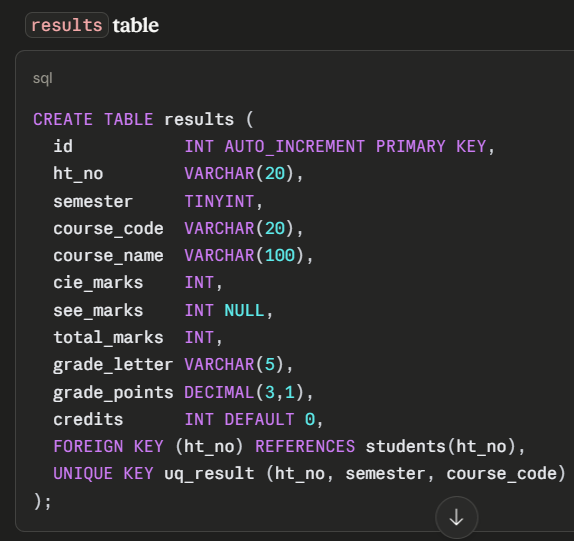 results table
sql
CREATE TABLE results (
  id           INT AUTO_INCREMENT PRIMARY KEY,
  ht_no        VARCHAR(20),
  semester     TINYINT,
  course_code  VARCHAR(20),
  course_name  VARCHAR(100),
  cie_marks    INT,
  see_marks    INT NULL,
  total_marks  INT,
  grade_letter VARCHAR(5),
  grade_points DECIMAL(3,1),
  credits      INT DEFAULT 0,
  FOREIGN KEY (ht_no) REFERENCES students(ht_no),
  UNIQUE KEY uq_result (ht_no, semester, course_code)
);